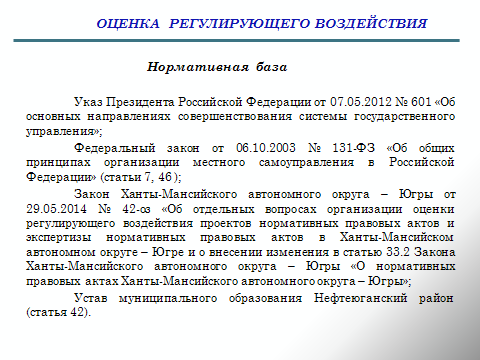 ОЦЕНКА РЕГУЛИРУЮЩЕГО ВОЗДЕЙСТВИЯ
Нормативная база
Указ Президента Российской Федерации от 07.05.2012 № 601 «Об
основных направлениях совершенствования системы государственного
управления»;
Федеральный закон от 06.10.2003 № 131-ФЗ «Об общих
принципах организации местного самоуправления в Российской
Федерации» (статьи 7, 46 );
Закон Ханты-Мансийского автономного округа – Югры от
29.05.2014 № 42-оз «Об отдельных вопросах организации оценки
регулирующего воздействия проектов нормативных правовых актов и
экспертизы нормативных правовых актов в Ханты-Мансийском
автономном округе – Югре и о внесении изменения в статью 33.2 Закона
Ханты-Мансийского автономного округа – Югры «О нормативных
правовых актах Ханты-Мансийского автономного округа – Югры»;
Устав муниципального образования Нефтеюганский район
(статья 42).